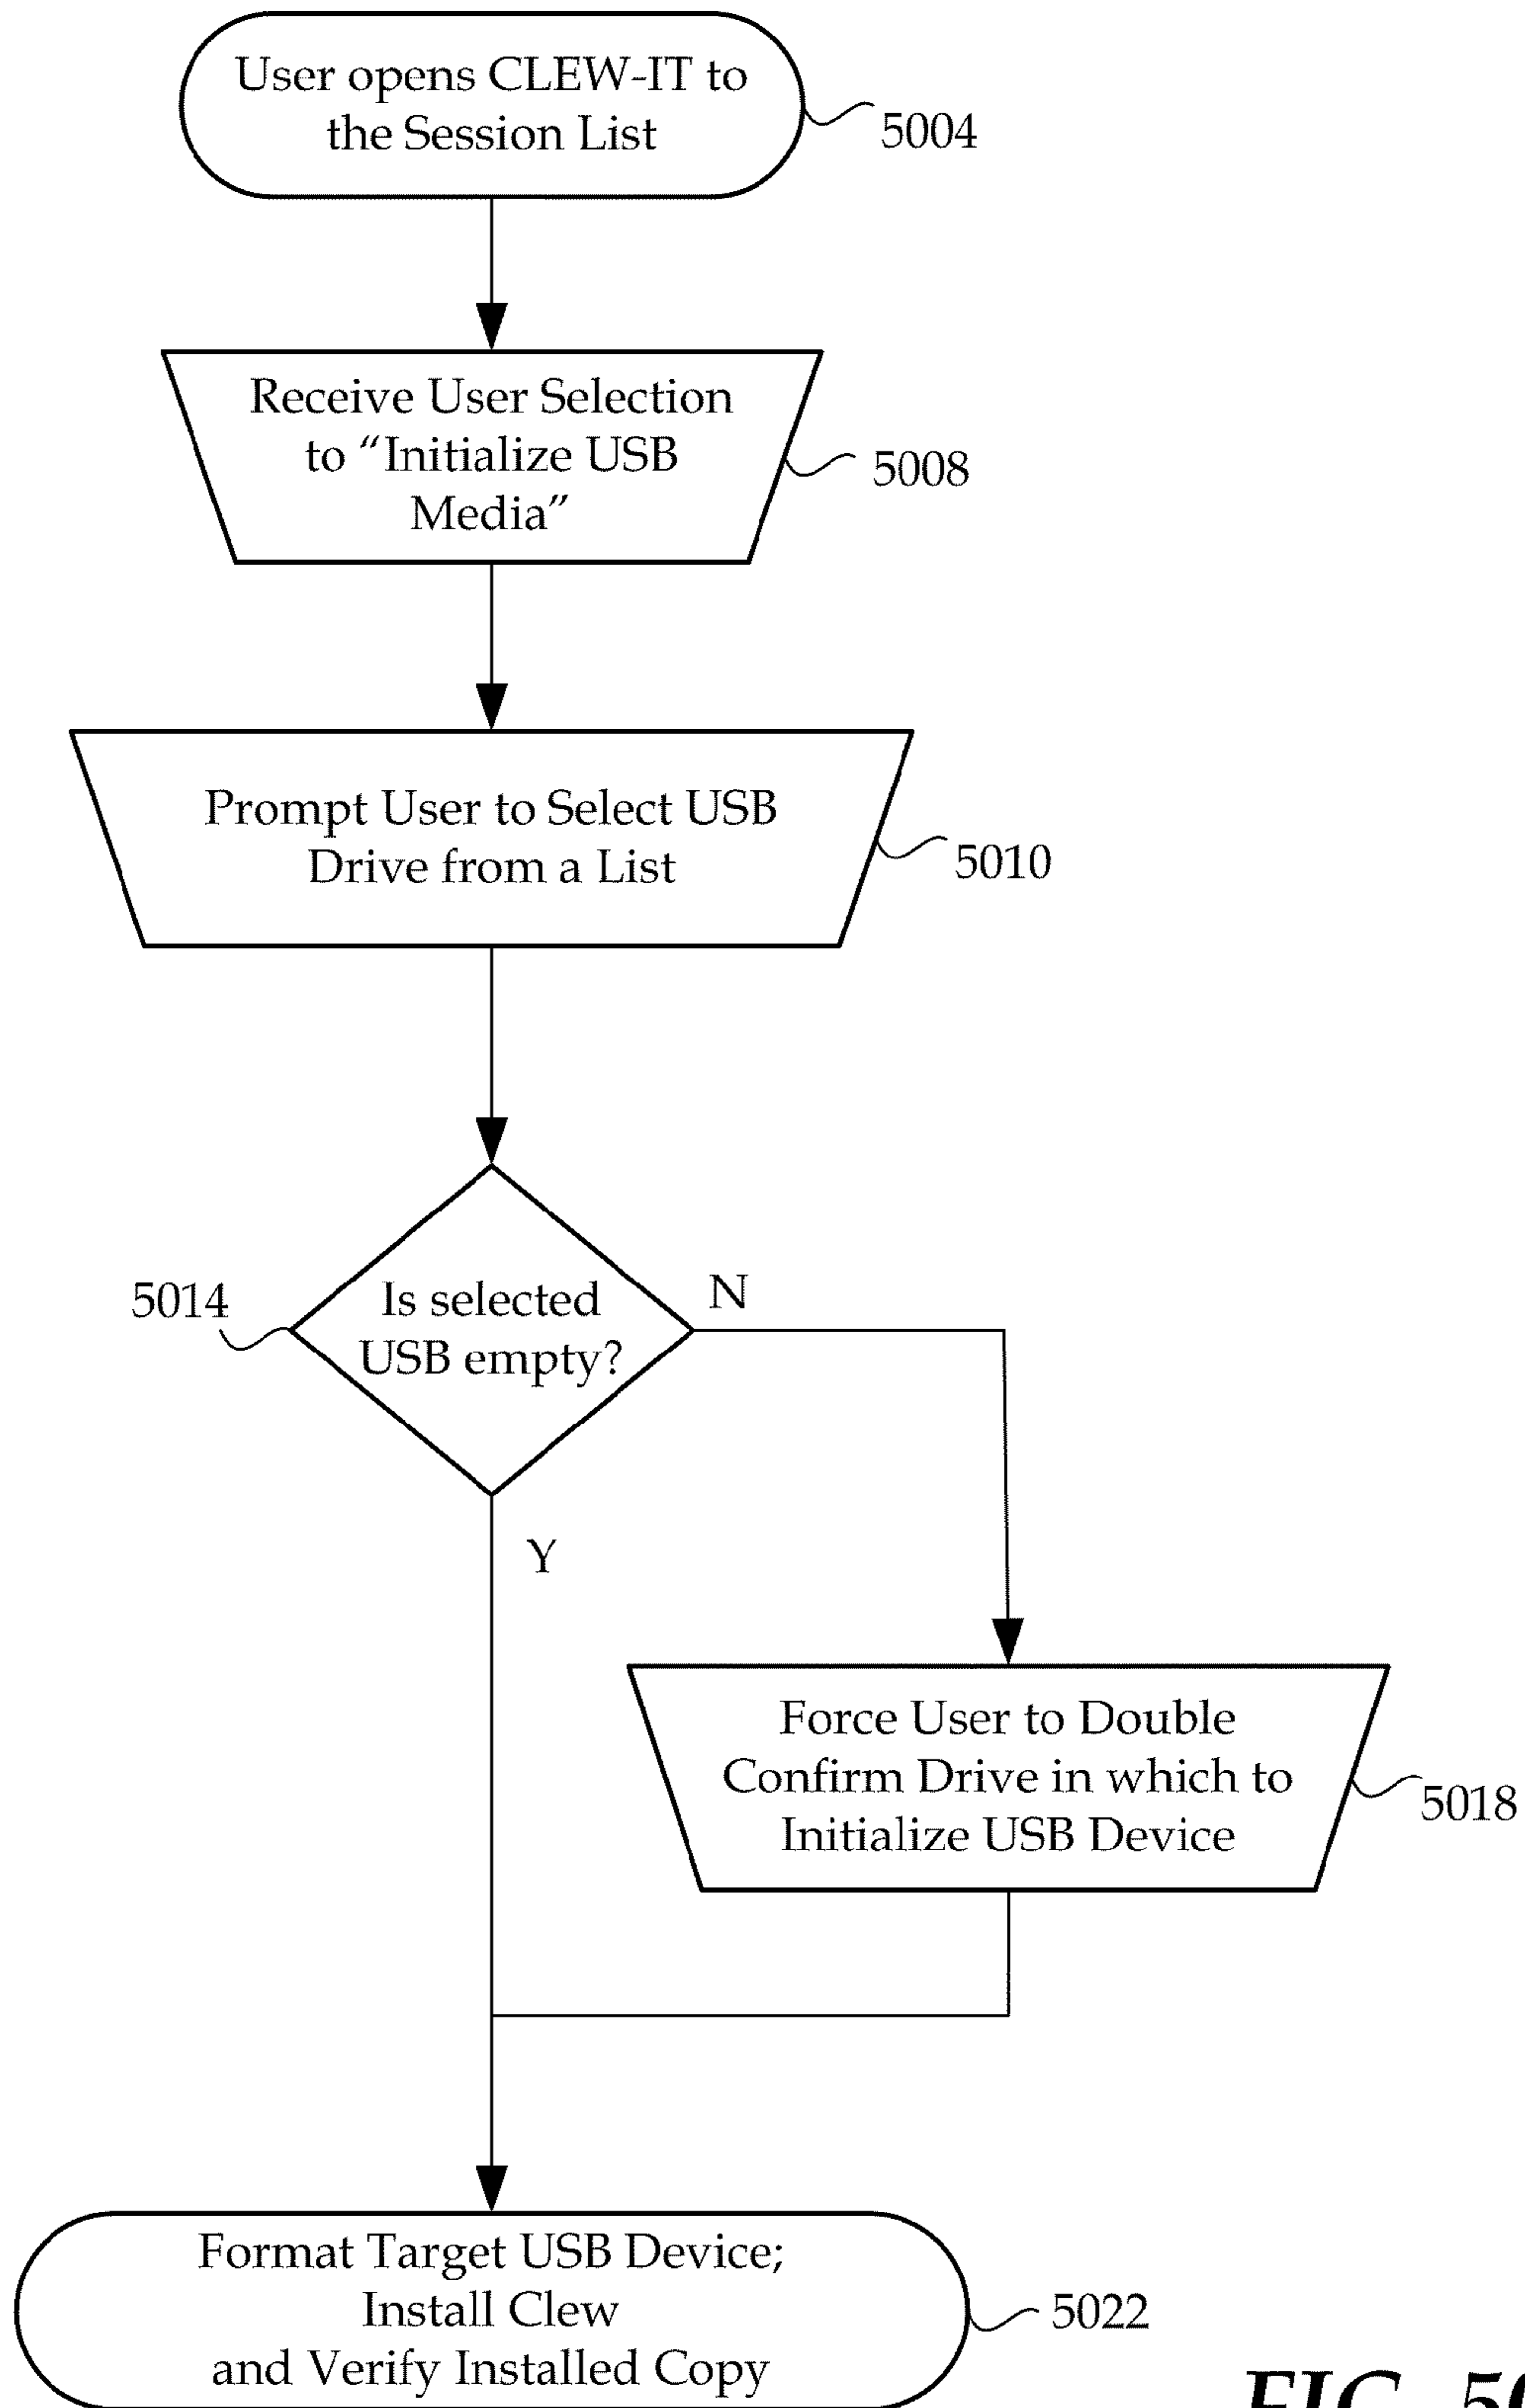 User opens CLEW-IT to
the Session List
5004
Receive User Selection
to “Initialize USB
Media”
5008
Prompt User to Select USB
Drive from a List
5010
5014
Is selected
USB empty?
N
Y
Force User to Double
Confirm Drive in which to
Initialize USB Device
5018
Format Target USB Device;
Install Clew
and Verify Installed Copy
5022
FIG. 50